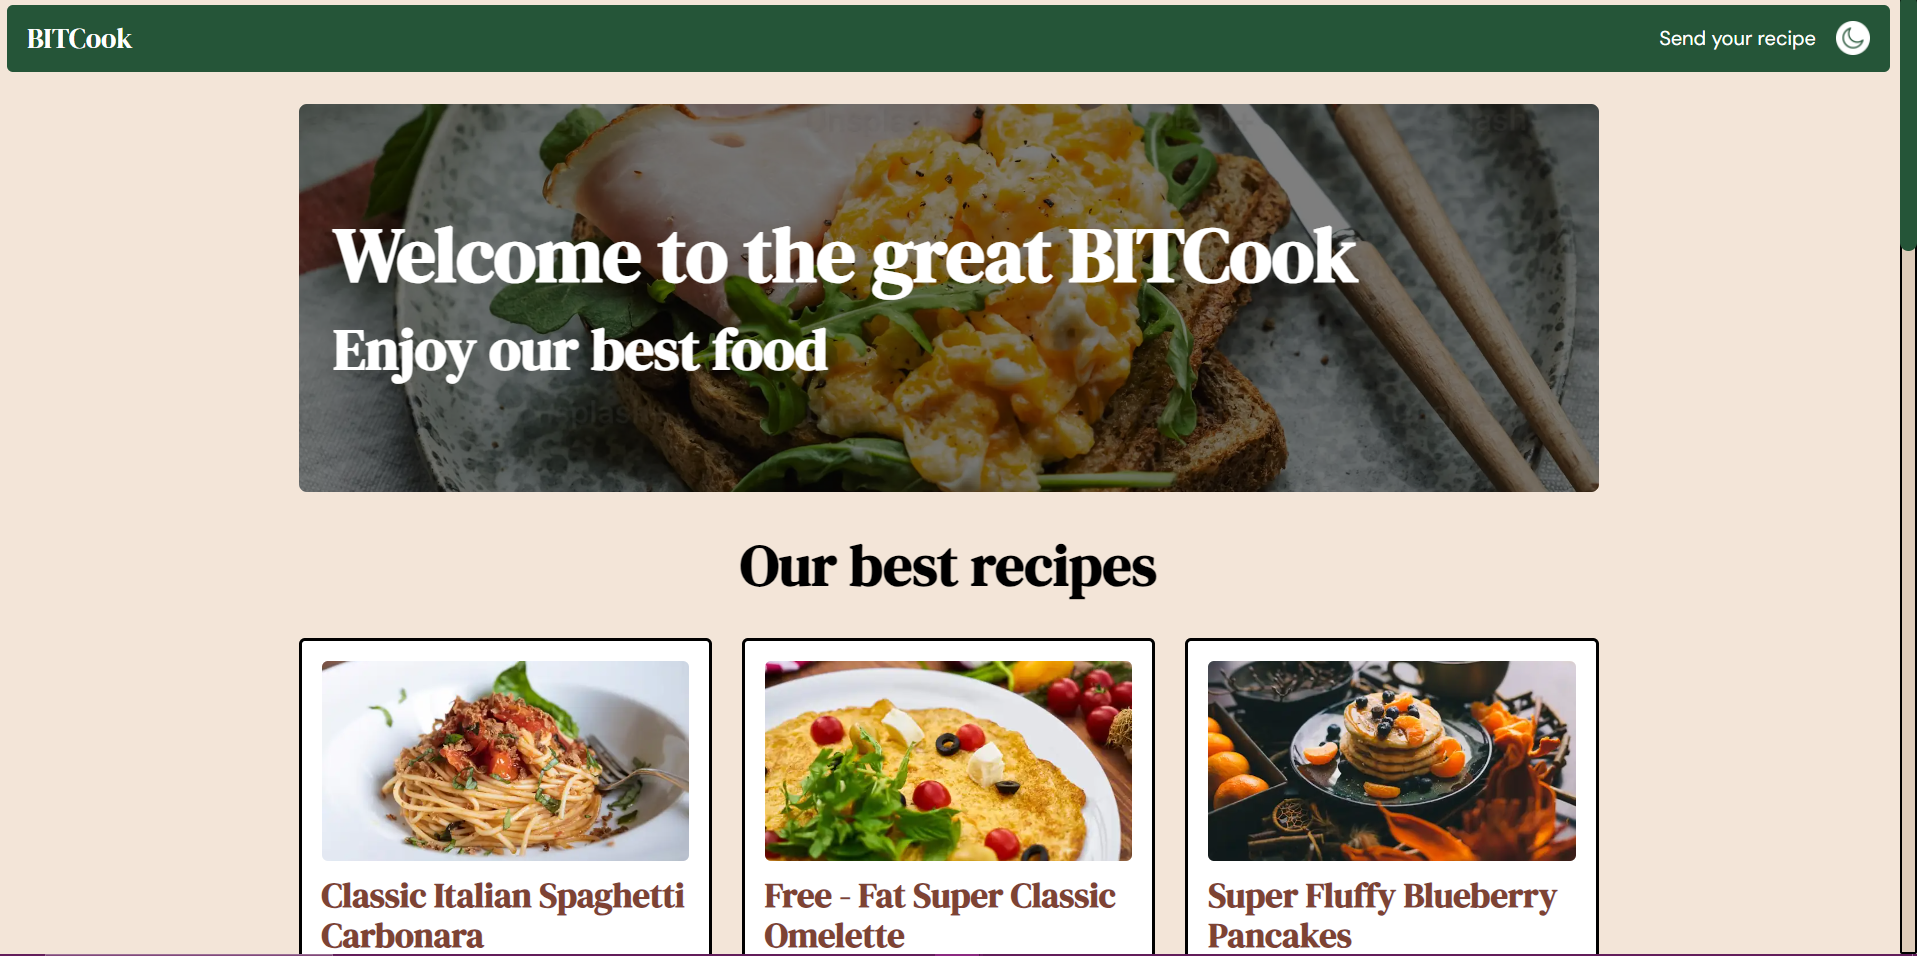 BITCook
Send your recipe
Welcome to the great BITCook
Enjoy our best food
Our best recipes
Classic Italian Spaghetti
Carbonara
Free - Fat Super Classic
Omelette
Super Fluffy Blueberry
Pancakes